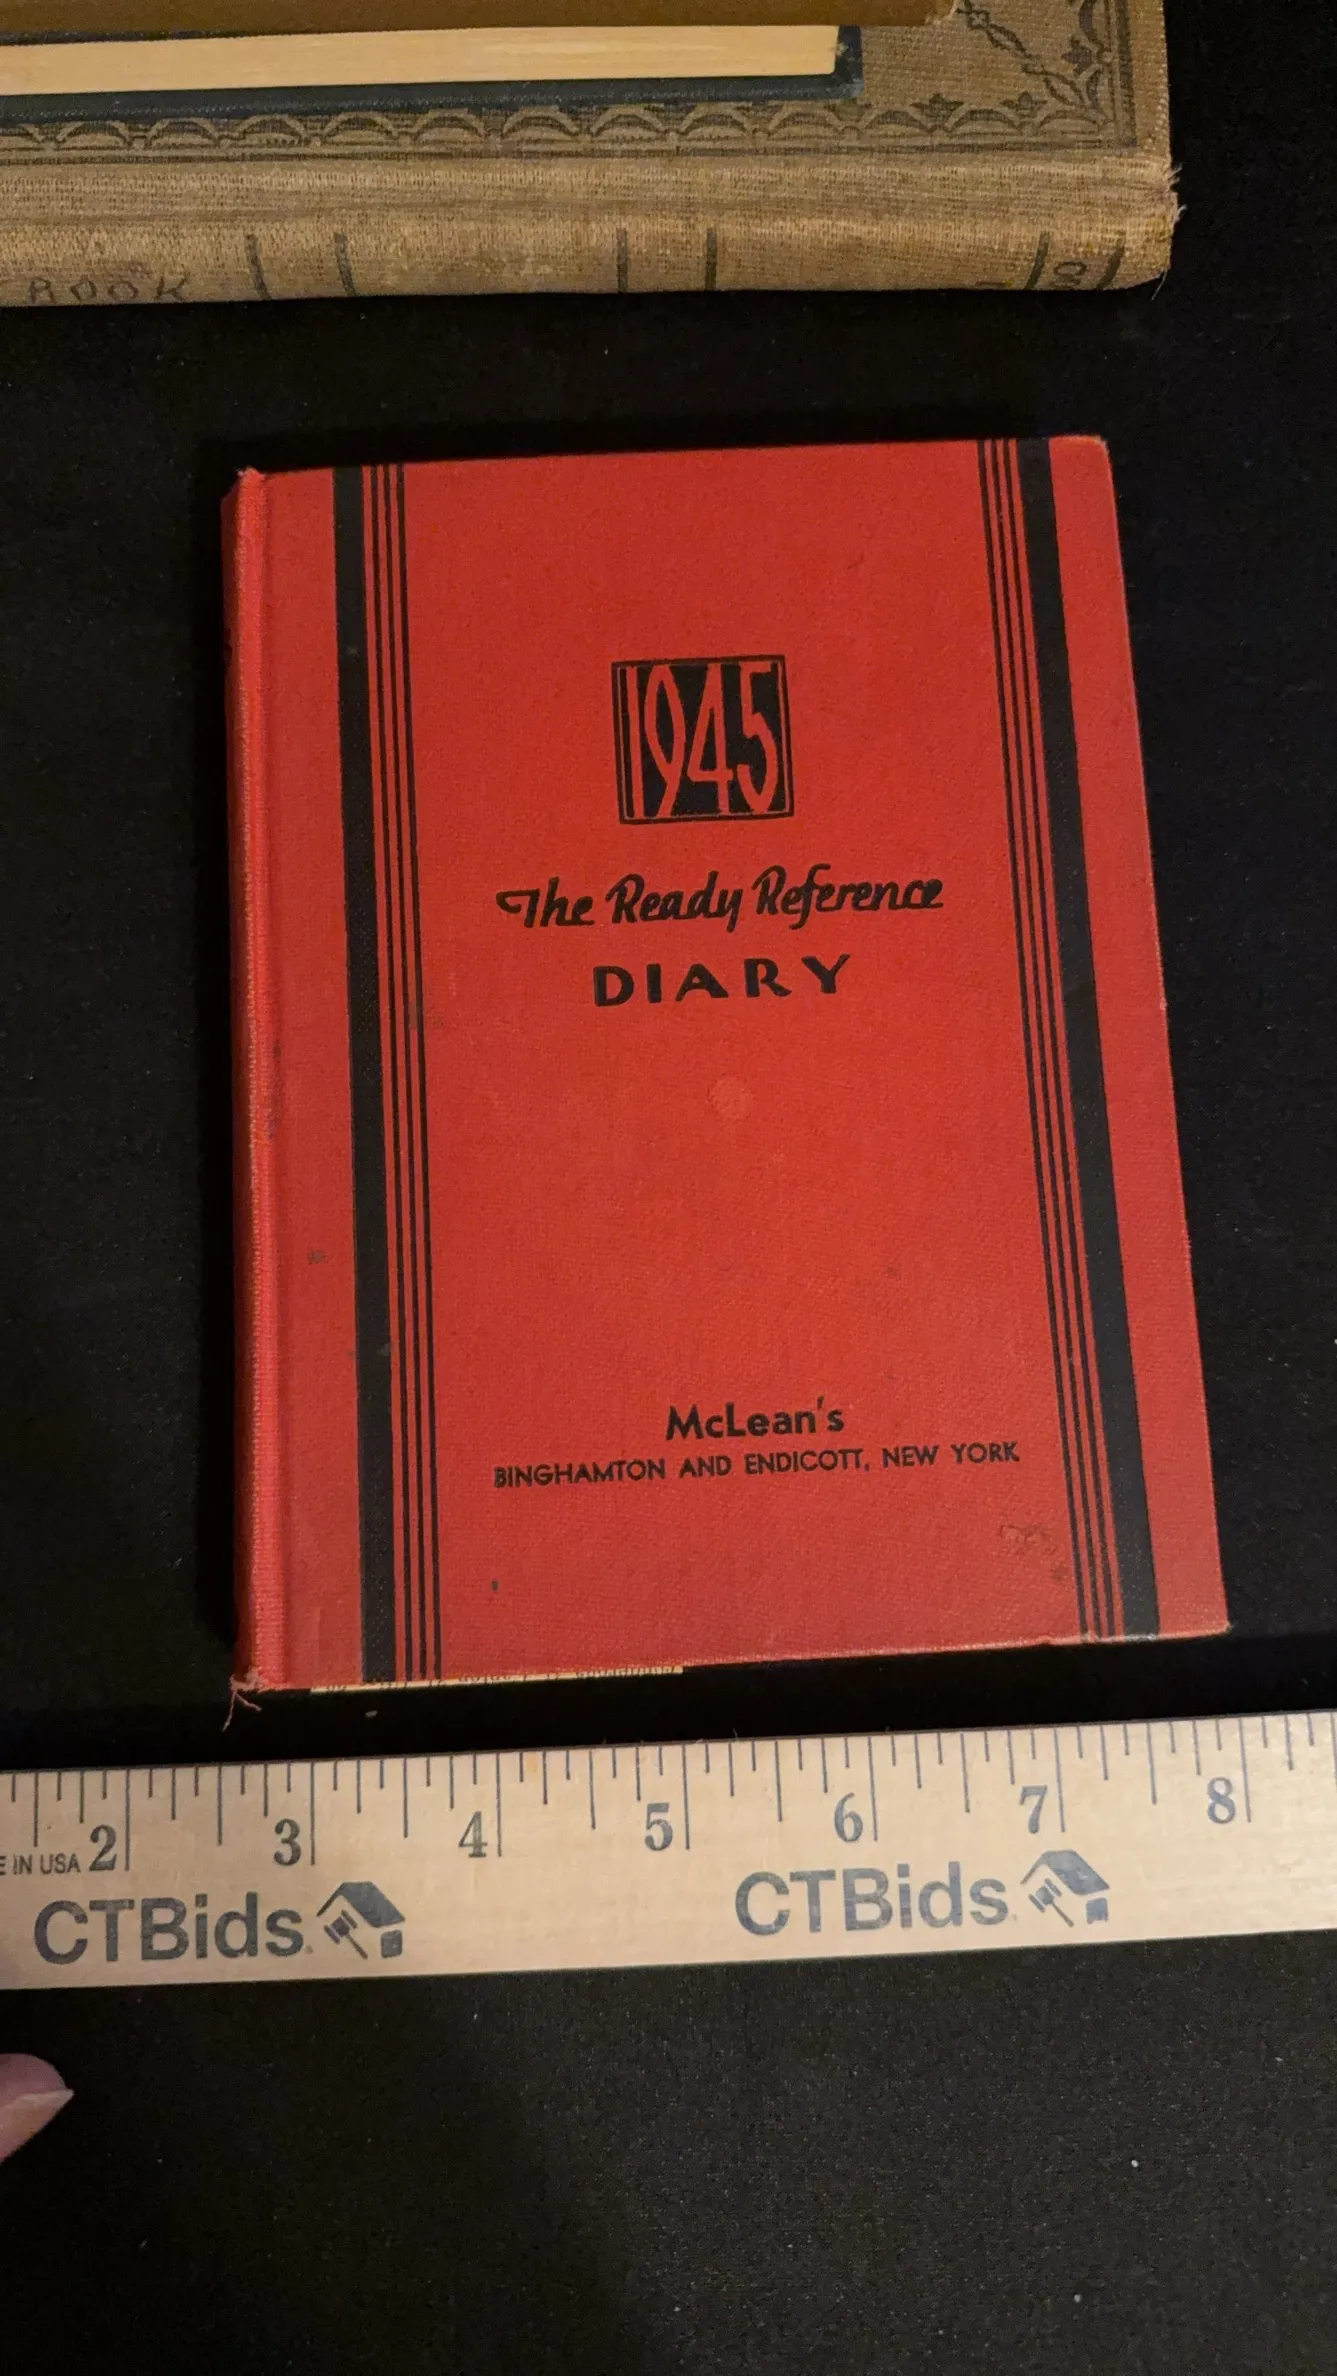 BOOK
1945
The Ready Reference
DIARY
McLean's
BINGHAMTON AND ENDICOTT, NEW YORK
2 3 4 5 6 7 8
IN USA
CTBids CTBids